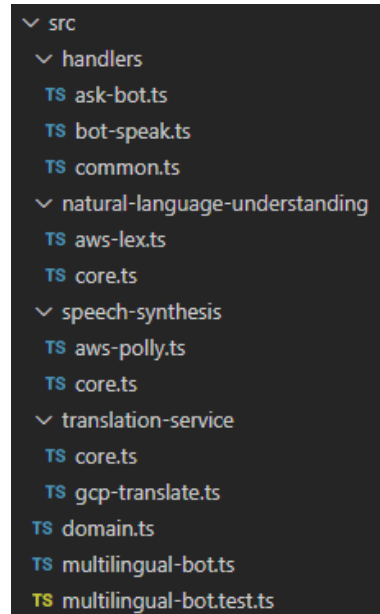 src
handlers
TS ask-bot.ts
TS bot-speak.ts
TS common.ts
natural-language-understanding
TS aws-lex.ts
TS core.ts
speech-synthesis
TS aws-polly.ts
TS core.ts
translation-service
TS core.ts
TS gcp-translate.ts
TS domain.ts
TS multilingual-bot.ts
TS multilingual-bot.test.ts